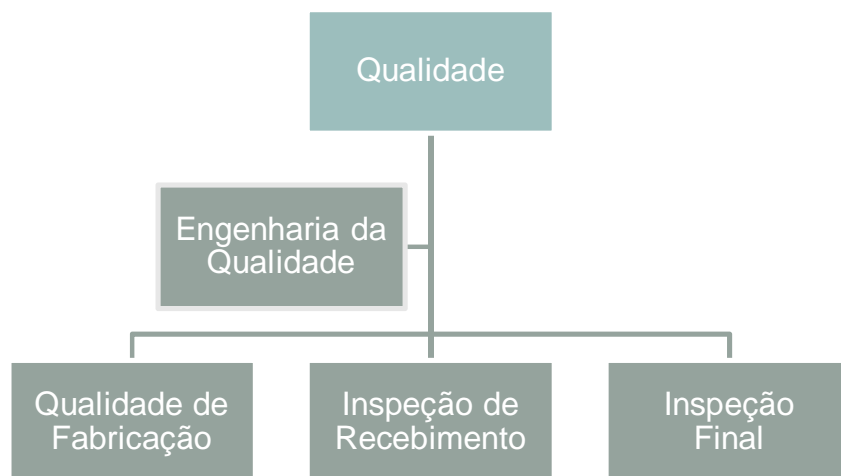 Qualidade
Engenharia da
Qualidade
Qualidade de
Fabricação
Inspeção de
Recebimento
Inspeção
Final